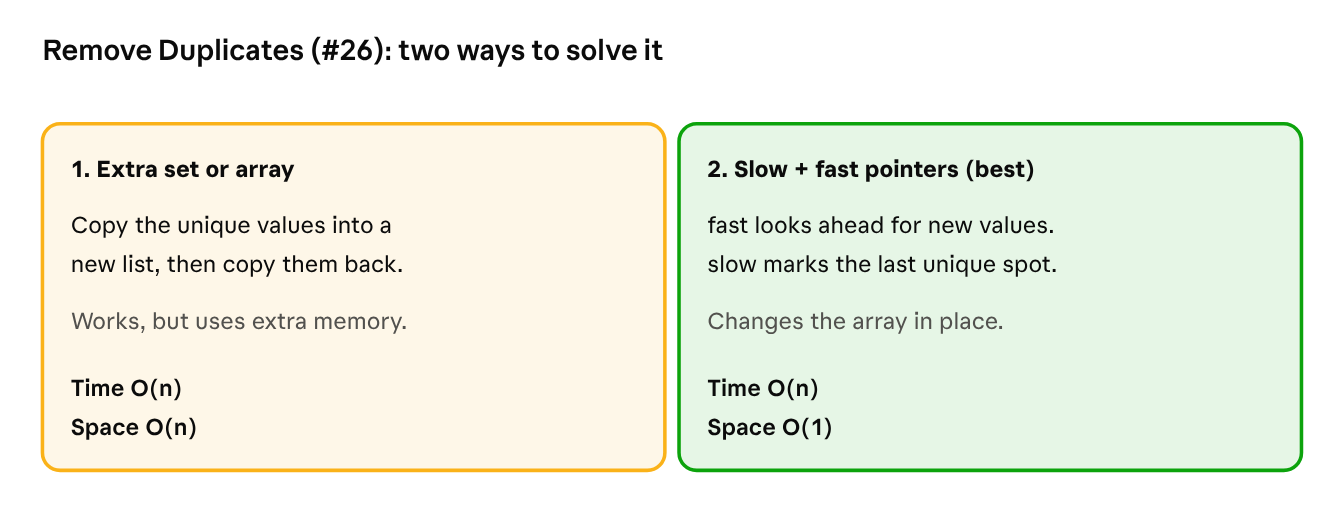 Remove Duplicates (#26): two ways to solve it
1. Extra set or array
Copy the unique values into a
new list, then copy them back.
Works, but uses extra memory.
Time O(n)
Space O(n)
2. Slow + fast pointers (best)
fast looks ahead for new values.
slow marks the last unique spot.
Changes the array in place.
Time O(n)
Space O(1)